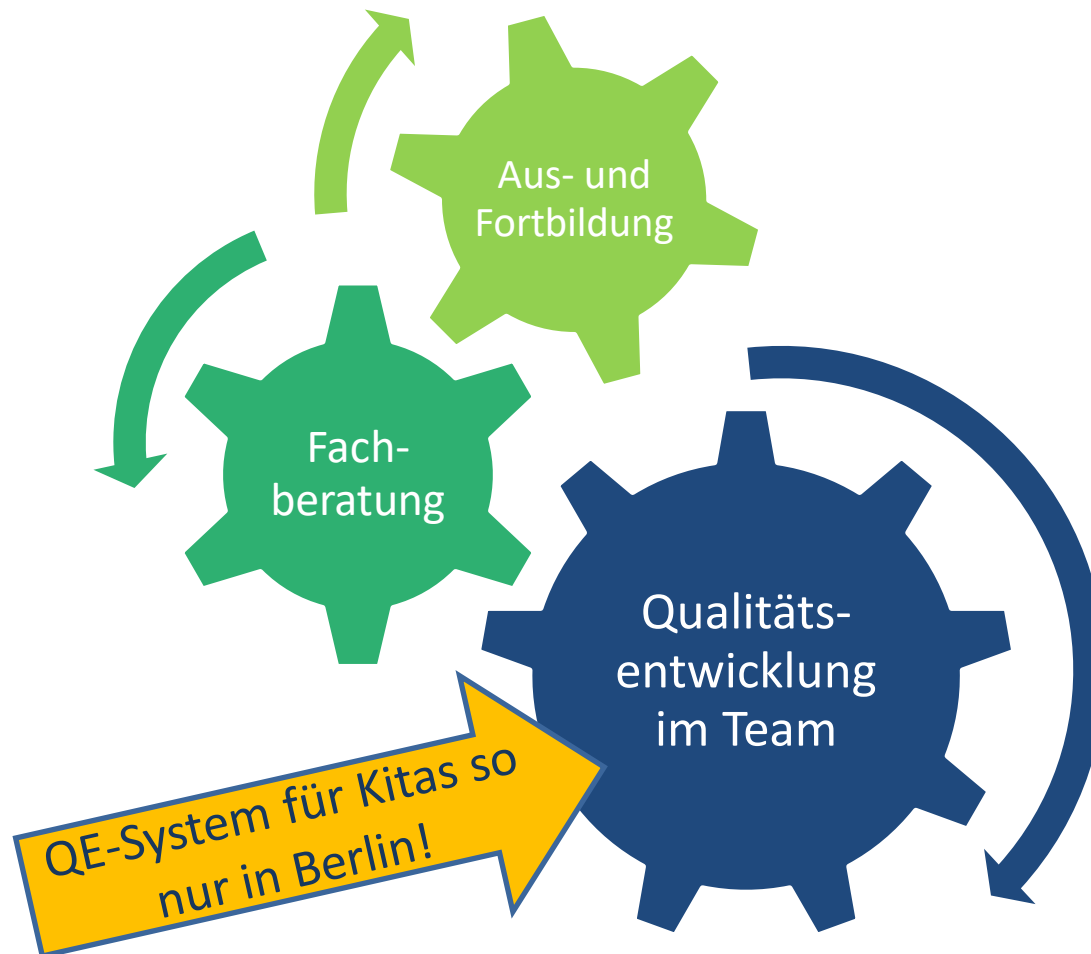 Aus- und
Fortbildung
Fach-
beratung
Qualitäts-
entwicklung
im Team
QE-System für Kitas so
nur in Berlin!